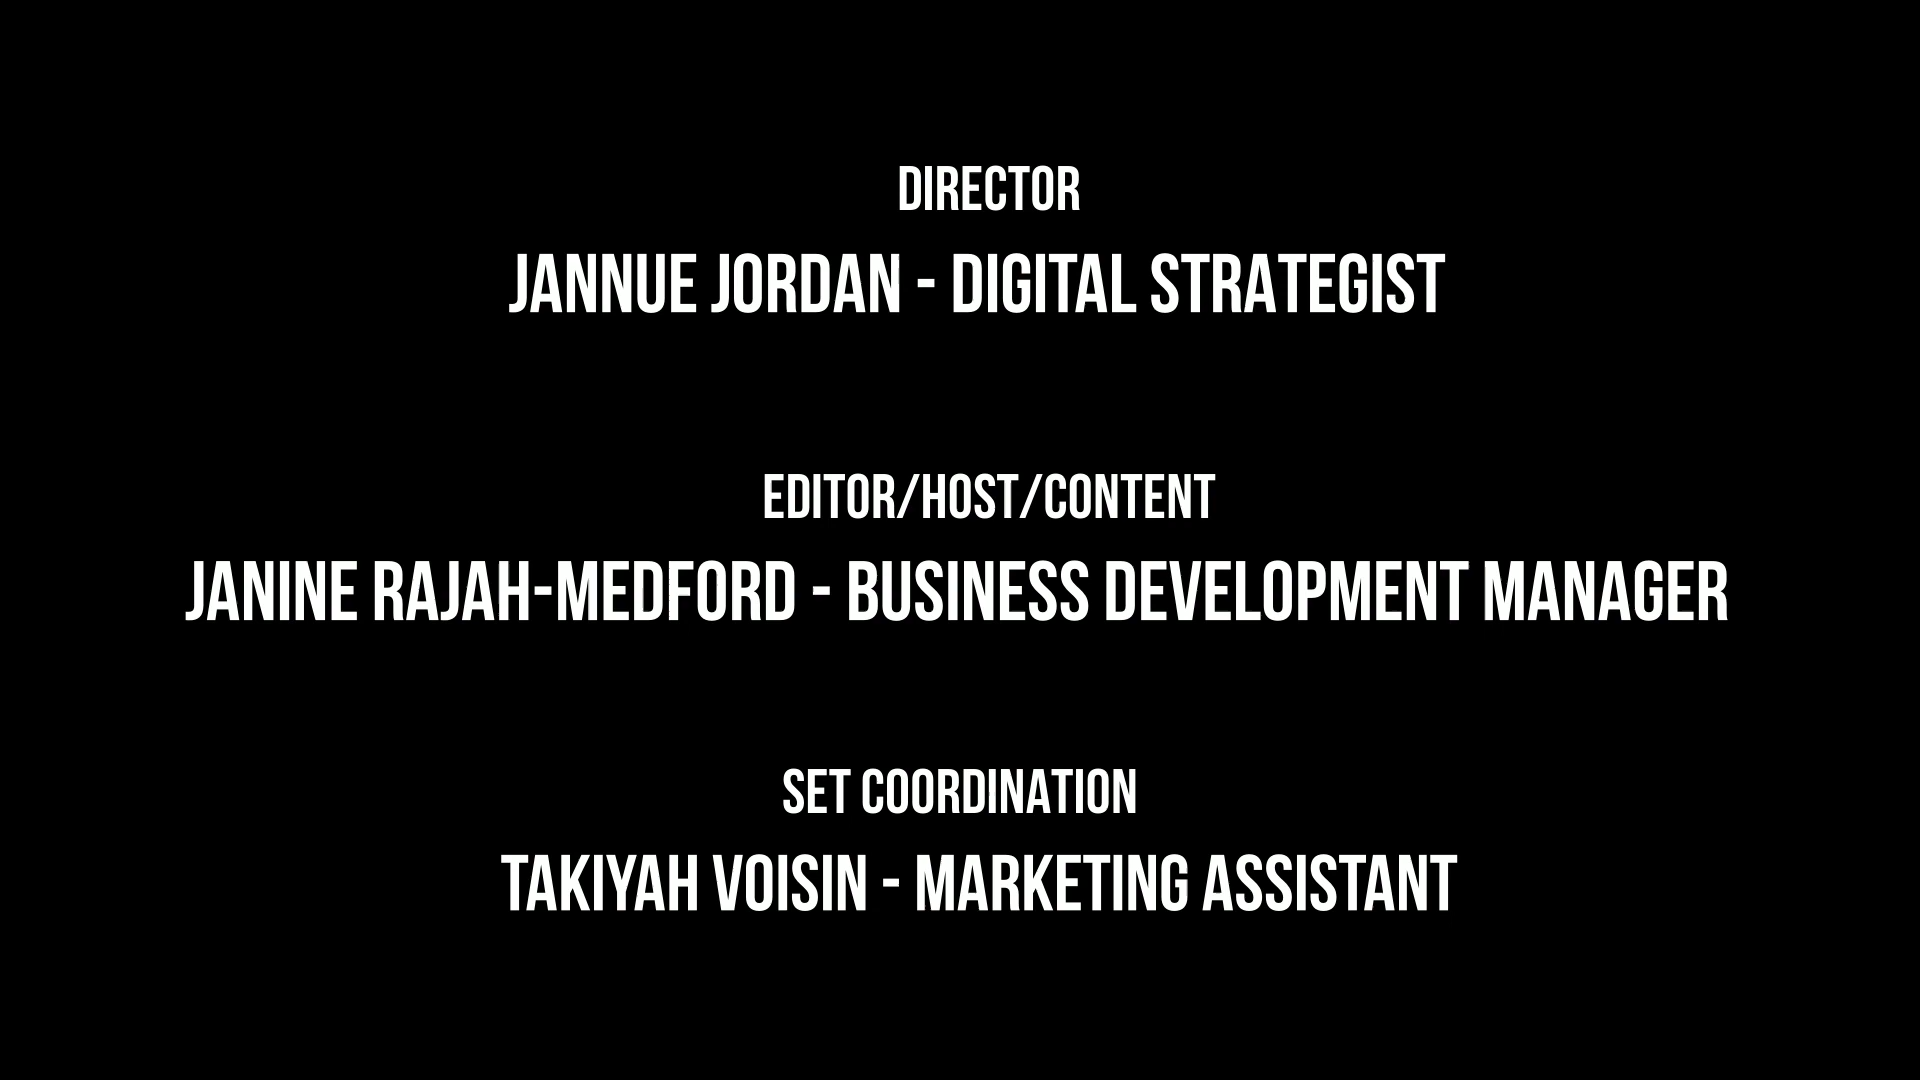 DIRECTOR
JANNUE JORDAN - DIGITAL STRATEGIST
EDITOR/HOST/CONTENT
JANINE RAJAH-MEDFORD - BUSINESS DEVELOPMENT MANAGER
SET COORDINATION
TAKIYAH VOISIN - MARKETING ASSISTANT